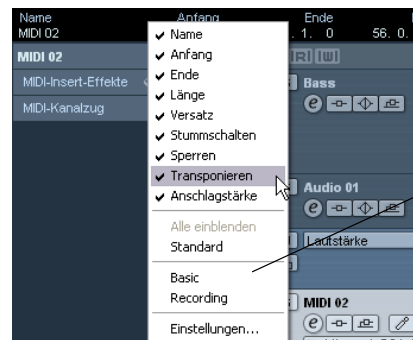 Name Anfang Ende
MIDI 02 1. 0 56. 0.
MIDI 02
MIDI-Insert-Effekte
MIDI-Kanalzug
Name
Anfang
Ende
Länge
Versatz
Stummschalten
Sperren
Transponieren
Anschlagstärke
Alle einblenden
Standard
Basic
Recording
Einstellungen...
R W
Bass
e
Audio 01
e
Lautstärke
MIDI 02
e